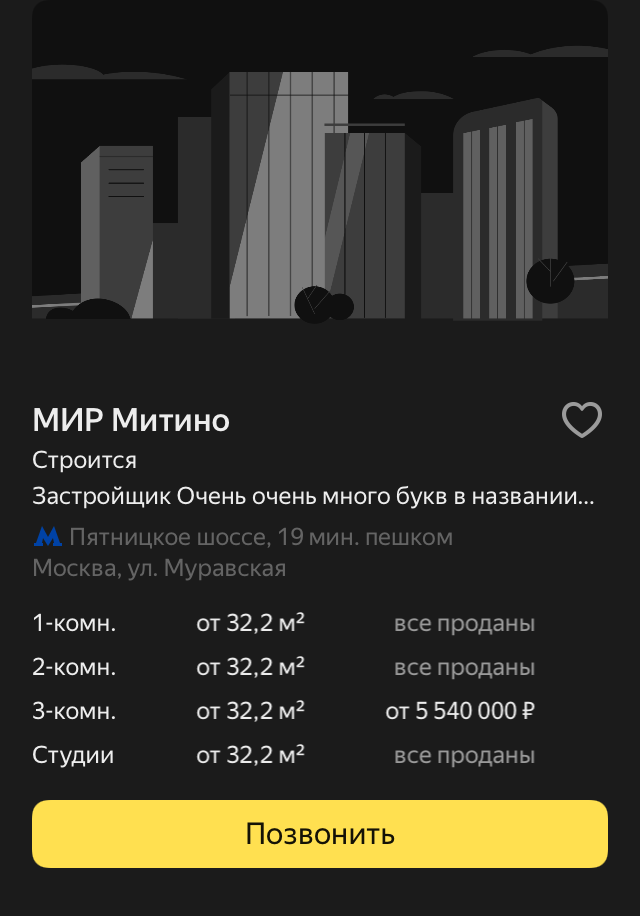 МИР Митино
Строится
Застройщик Очень очень много букв в названии...
Пятницкое шоссе, 19 мин. пешком
Москва, ул. Муравская
1-комн. от 32,2 м² все проданы
2-комн. от 32,2 м² все проданы
3-комн. от 32,2 м² от 5 540 000 ₽
Студии от 32,2 м² все проданы
Позвонить